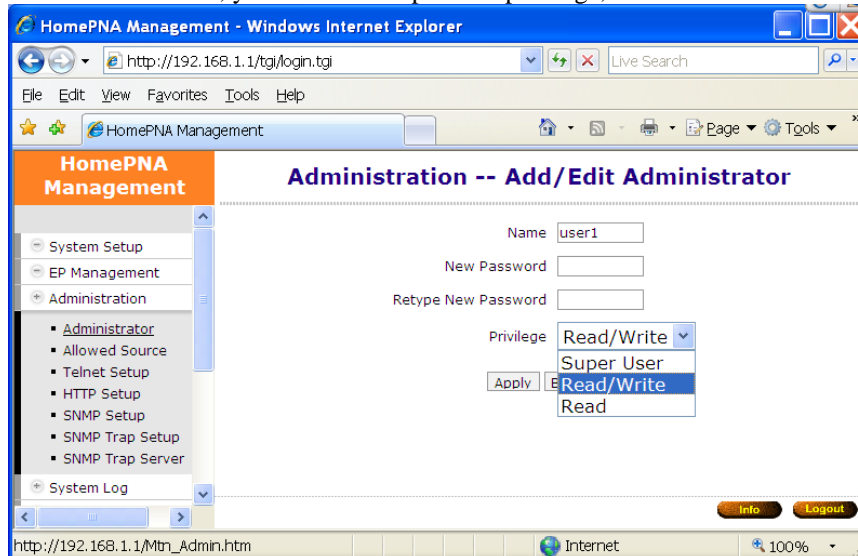 HomePNA Management - Windows Internet Explorer
http://192.168.1.1/tgi/login.tgi
Live Search
File Edit View Favorites Tools Help
HomePNA Management
Page Tools
HomePNA
Management
Administration -- Add/Edit Administrator
System Setup
EP Management
Administration
Administrator
Allowed Source
Telnet Setup
HTTP Setup
SNMP Setup
SNMP Trap Setup
SNMP Trap Server
System Log
Name user1
New Password
Retype New Password
Privilege Read/Write
Super User
Read/Write
Read
Apply
Info Logout
http://192.168.1.1/Mtn_Admin.htm
Internet
100%